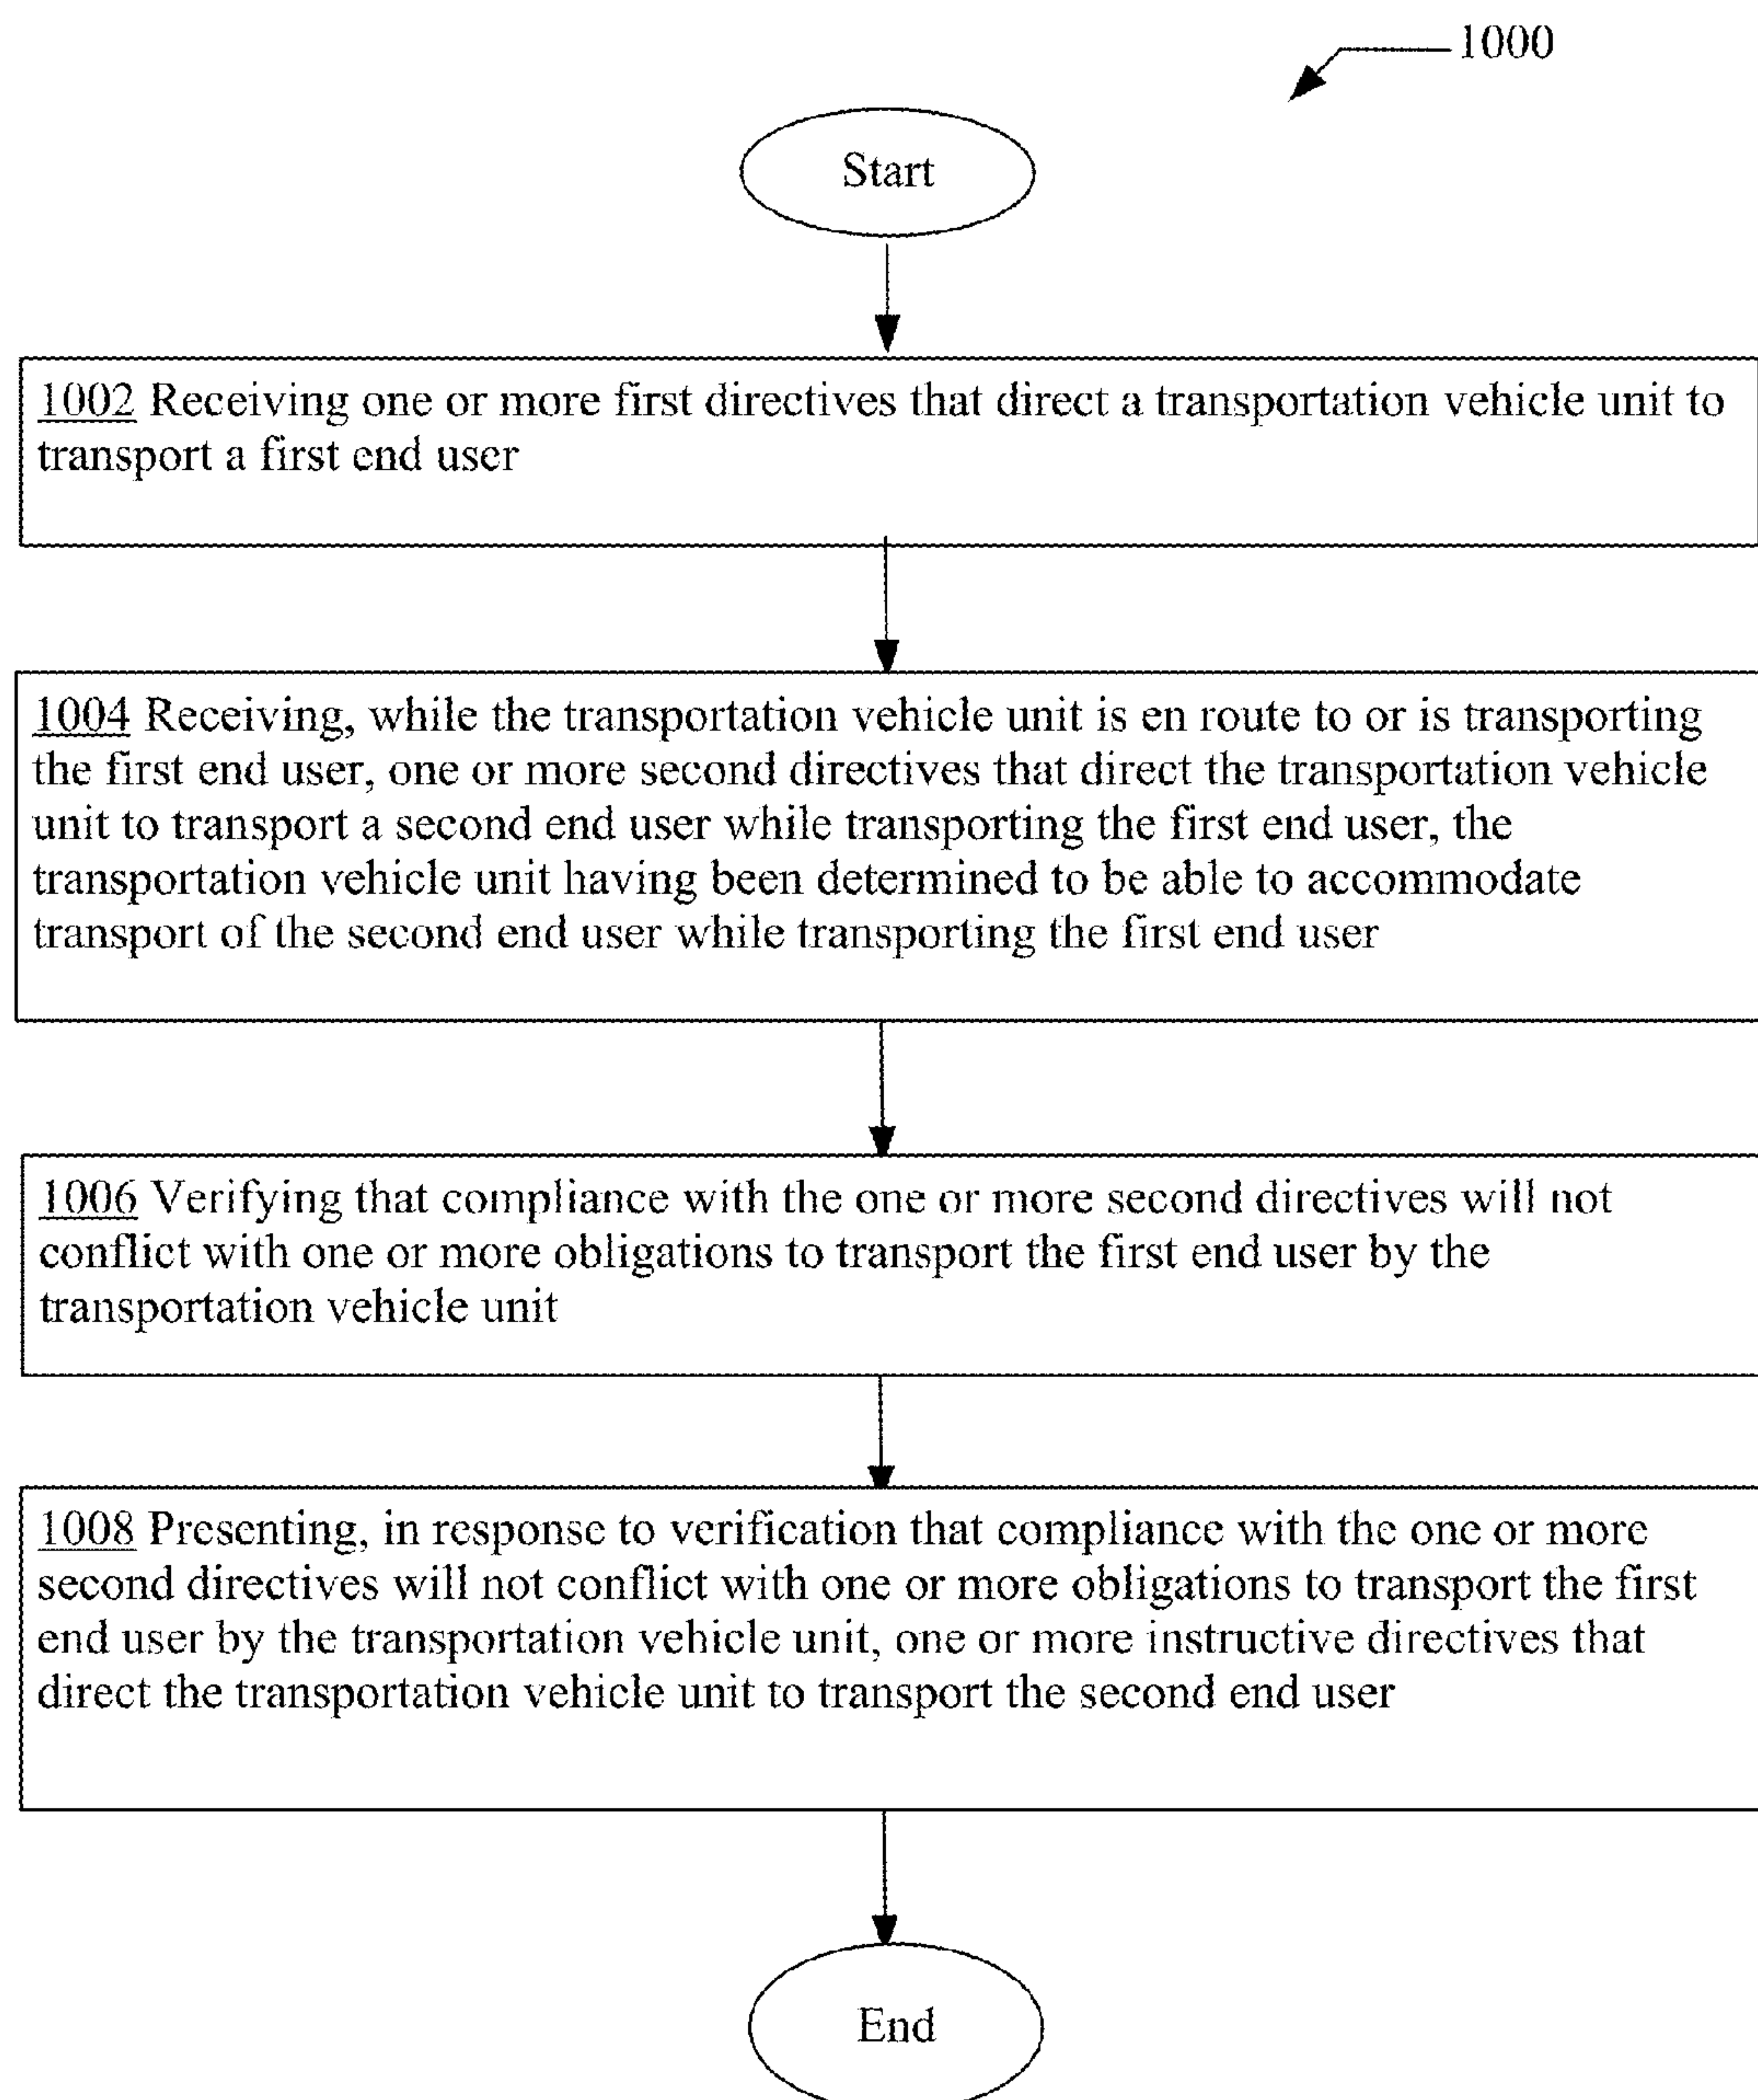 1000
Start
1002 Receiving one or more first directives that direct a transportation vehicle unit to
transport a first end user
1004 Receiving, while the transportation vehicle unit is en route to or is transporting
the first end user, one or more second directives that direct the transportation vehicle
unit to transport a second end user while transporting the first end user, the
transportation vehicle unit having been determined to be able to accommodate
transport of the second end user while transporting the first end user
1006 Verifying that compliance with the one or more second directives will not
conflict with one or more obligations to transport the first end user by the
transportation vehicle unit
1008 Presenting, in response to verification that compliance with the one or more
second directives will not conflict with one or more obligations to transport the first
end user by the transportation vehicle unit, one or more instructive directives that
direct the transportation vehicle unit to transport the second end user
End